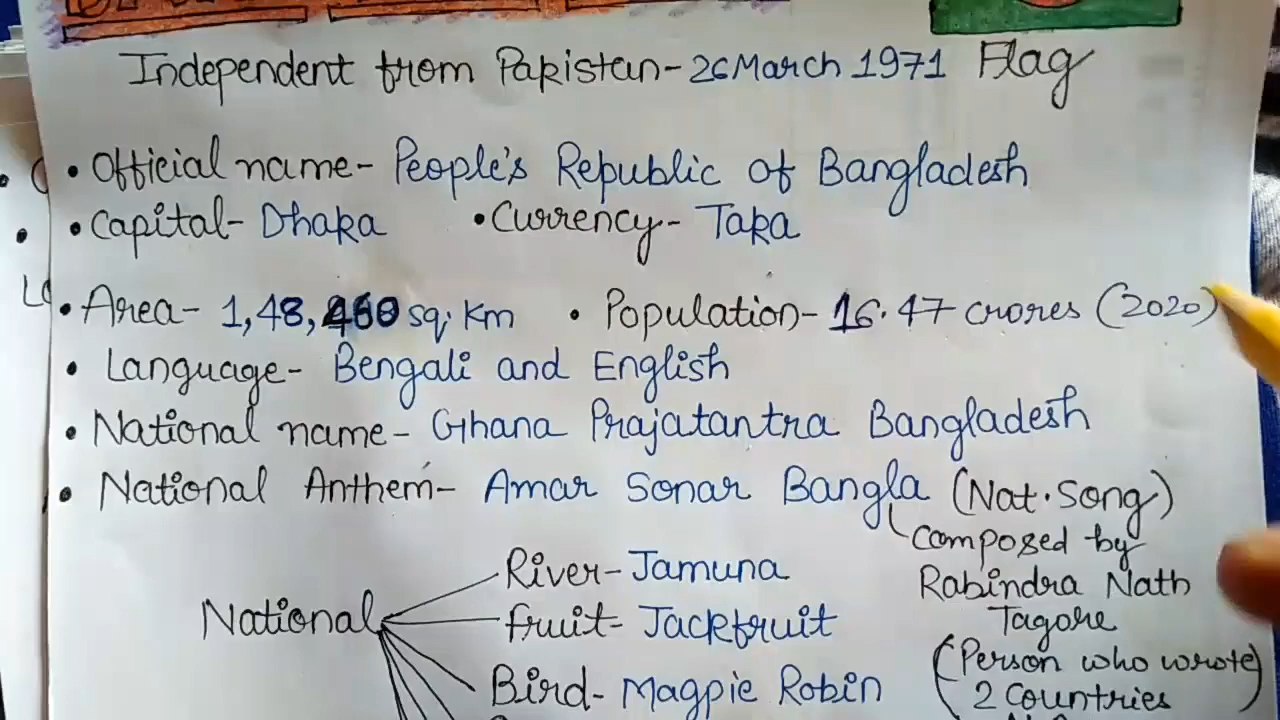 Independent from Pakistan- 26 March 1971 Flag
• Official name- People's Republic of Bangladesh
• Capital- Dhaka • Currency- Taka
• Area- 1,48,460 sq. Km • Population- 16.47 crores (2020)
• Language- Bengali and English
• National name- Ghana Prajatantra Bangladesh
• National Anthem- Amar Sonar Bangla (Nat. Song)
Composed by
Rabindra Nath
Tagore
(Person who wrote
2 Countries
National
River- Jamuna
fruit- Jackfruit
Bird- Magpie Robin